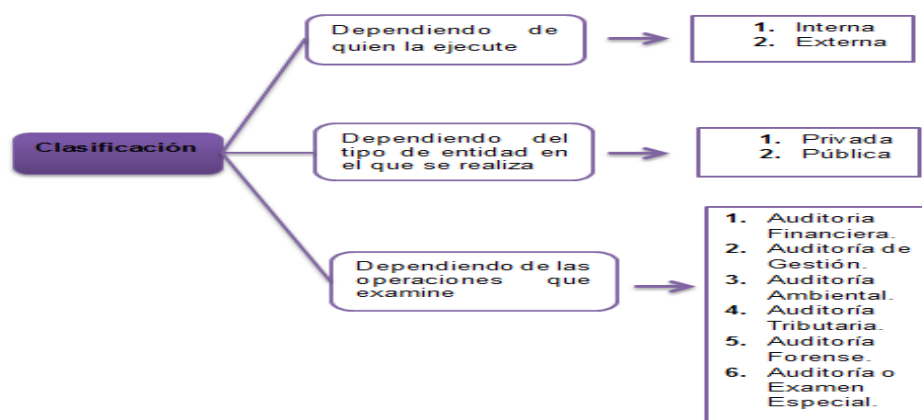 Clasificación
Dependiendo de
quien la ejecute
1. Interna
2. Externa
Dependiendo del
tipo de entidad en
el que se realiza
1. Privada
2. Pública
Dependiendo de las
operaciones que
examine
1. Auditoria
Financiera.
2. Auditoría de
Gestión.
3. Auditoría
Ambiental.
4. Auditoría
Tributaria.
5. Auditoría
Forense.
6. Auditoría o
Examen
Especial.